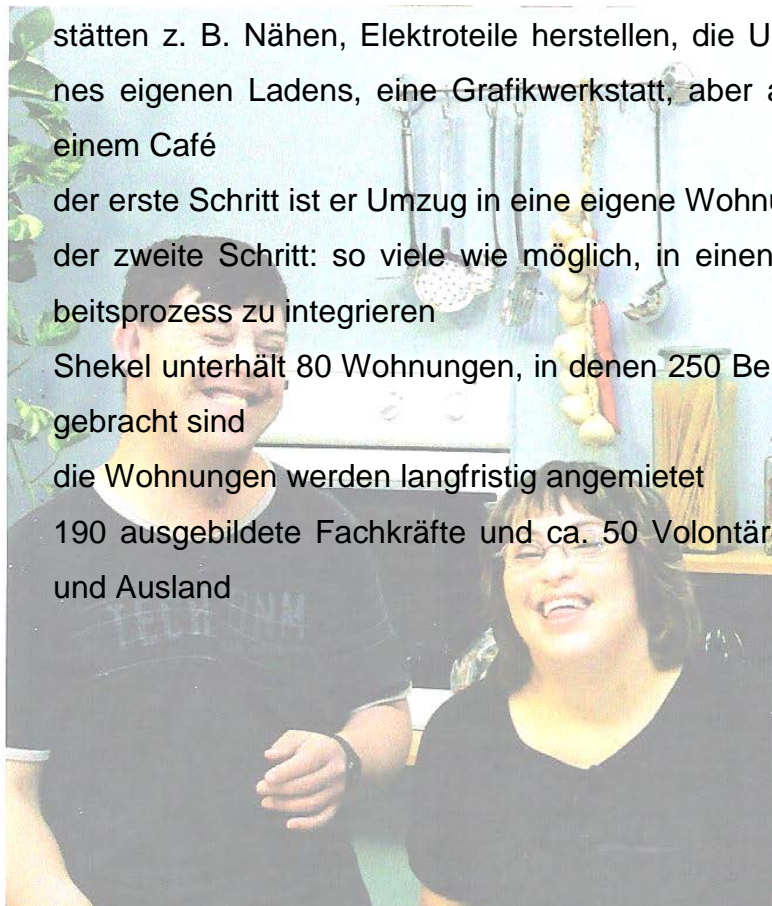 stätten z. B. Nähen, Elektroteile herstellen, die U
nes eigenen Ladens, eine Grafikwerkstatt, aber a
einem Café
der erste Schritt ist er Umzug in eine eigene Wohnu
der zweite Schritt: so viele wie möglich, in einen
beitsprozess zu integrieren
Shekel unterhält 80 Wohnungen, in denen 250 Be
gebracht sind
die Wohnungen werden langfristig angemietet
190 ausgebildete Fachkräfte und ca. 50 Volontär
und Ausland